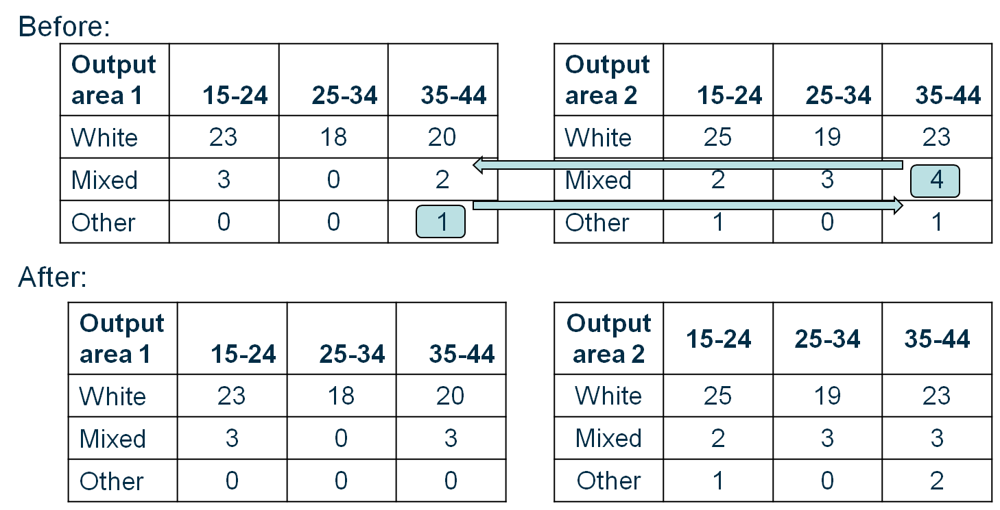 Before:
Output area 1 15-24 25-34 35-44
White 23 18 20
Mixed 3 0 2
Other 0 0 1
Output area 2 15-24 25-34 35-44
White 25 19 23
Mixed 2 3 4
Other 1 0 1
After:
Output area 1 15-24 25-34 35-44
White 23 18 20
Mixed 3 0 3
Other 0 0 0
Output area 2 15-24 25-34 35-44
White 25 19 23
Mixed 2 3 3
Other 1 0 2